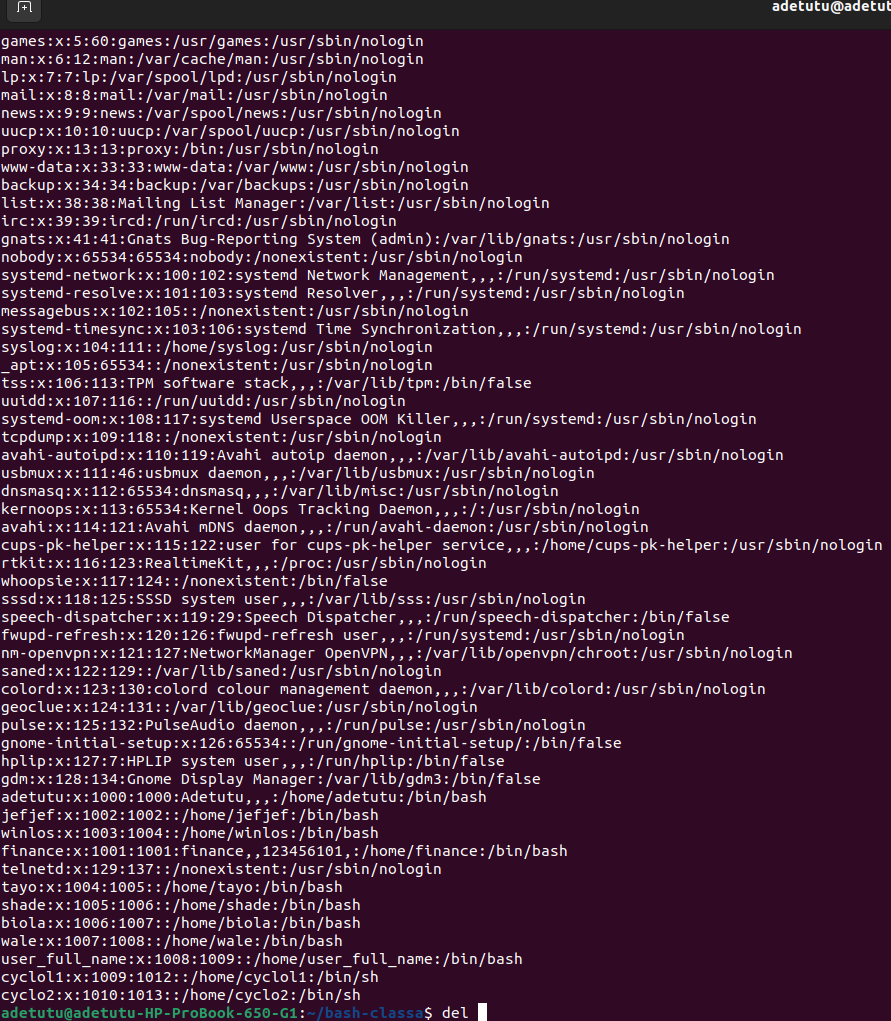 adetutu@adetut
games:x:5:60:games:/usr/games:/usr/sbin/nologin
man:x:6:12:man:/var/cache/man:/usr/sbin/nologin
lp:x:7:7:lp:/var/spool/lpd:/usr/sbin/nologin
mail:x:8:8:mail:/var/mail:/usr/sbin/nologin
news:x:9:9:news:/var/spool/news:/usr/sbin/nologin
uucp:x:10:10:uucp:/var/spool/uucp:/usr/sbin/nologin
proxy:x:13:13:proxy:/bin:/usr/sbin/nologin
www-data:x:33:33:www-data:/var/www:/usr/sbin/nologin
backup:x:34:34:backup:/var/backups:/usr/sbin/nologin
list:x:38:38:Mailing List Manager:/var/list:/usr/sbin/nologin
irc:x:39:39:ircd:/run/ircd:/usr/sbin/nologin
gnats:x:41:41:Gnats Bug-Reporting System (admin):/var/lib/gnats:/usr/sbin/nologin
nobody:x:65534:65534:nobody:/nonexistent:/usr/sbin/nologin
systemd-network:x:100:102:systemd Network Management,,,:/run/systemd:/usr/sbin/nologin
systemd-resolve:x:101:103:systemd Resolver,,,:/run/systemd:/usr/sbin/nologin
messagebus:x:102:105::/nonexistent:/usr/sbin/nologin
systemd-timesync:x:103:106:systemd Time Synchronization,,,:/run/systemd:/usr/sbin/nologin
syslog:x:104:111::/home/syslog:/usr/sbin/nologin
_apt:x:105:65534::/nonexistent:/usr/sbin/nologin
tss:x:106:113:TPM software stack,,,:/var/lib/tpm:/bin/false
uuidd:x:107:116::/run/uuidd:/usr/sbin/nologin
systemd-oom:x:108:117:systemd Userspace OOM Killer,,,:/run/systemd:/usr/sbin/nologin
tcpdump:x:109:118::/nonexistent:/usr/sbin/nologin
avahi-autoipd:x:110:119:Avahi autoip daemon,,,:/var/lib/avahi-autoipd:/usr/sbin/nologin
usbmux:x:111:46:usbmux daemon,,,:/var/lib/usbmux:/usr/sbin/nologin
dnsmasq:x:112:65534:dnsmasq,,,:/var/lib/misc:/usr/sbin/nologin
kernoops:x:113:65534:Kernel Oops Tracking Daemon,,,:/:/usr/sbin/nologin
avahi:x:114:121:Avahi mDNS daemon,,,:/run/avahi-daemon:/usr/sbin/nologin
cups-pk-helper:x:115:122:user for cups-pk-helper service,,,:/home/cups-pk-helper:/usr/sbin/nologin
rtkit:x:116:123:RealtimeKit,,,:/proc:/usr/sbin/nologin
whoopsie:x:117:124::/nonexistent:/bin/false
sssd:x:118:125:SSSD system user,,,:/var/lib/sss:/usr/sbin/nologin
speech-dispatcher:x:119:29:Speech Dispatcher,,,:/run/speech-dispatcher:/bin/false
fwupd-refresh:x:120:126:fwupd-refresh user,,,:/run/systemd:/usr/sbin/nologin
nm-openvpn:x:121:127:NetworkManager OpenVPN,,,:/var/lib/openvpn/chroot:/usr/sbin/nologin
saned:x:122:129::/var/lib/saned:/usr/sbin/nologin
colord:x:123:130:colord colour management daemon,,,:/var/lib/colord:/usr/sbin/nologin
geoclue:x:124:131::/var/lib/geoclue:/usr/sbin/nologin
pulse:x:125:132:PulseAudio daemon,,,:/run/pulse:/usr/sbin/nologin
gnome-initial-setup:x:126:65534::/run/gnome-initial-setup/:/bin/false
hplip:x:127:7:HPLIP system user,,,:/run/hplip:/bin/false
gdm:x:128:134:Gnome Display Manager:/var/lib/gdm3:/bin/false
adetutu:x:1000:1000:Adetutu,,,:/home/adetutu:/bin/bash
jefjef:x:1002:1002::/home/jefjef:/bin/bash
winlos:x:1003:1004::/home/winlos:/bin/bash
finance:x:1001:1001:finance,,123456101,:/home/finance:/bin/bash
telnetd:x:129:137::/nonexistent:/usr/sbin/nologin
tayo:x:1004:1005::/home/tayo:/bin/bash
shade:x:1005:1006::/home/shade:/bin/bash
biola:x:1006:1007::/home/biola:/bin/bash
wale:x:1007:1008::/home/wale:/bin/bash
user_full_name:x:1008:1009::/home/user_full_name:/bin/bash
cyclol1:x:1009:1012::/home/cyclol1:/bin/sh
cyclo2:x:1010:1013::/home/cyclo2:/bin/sh
adetutu@adetutu-HP-ProBook-650-G1:~/bash-classa$ del